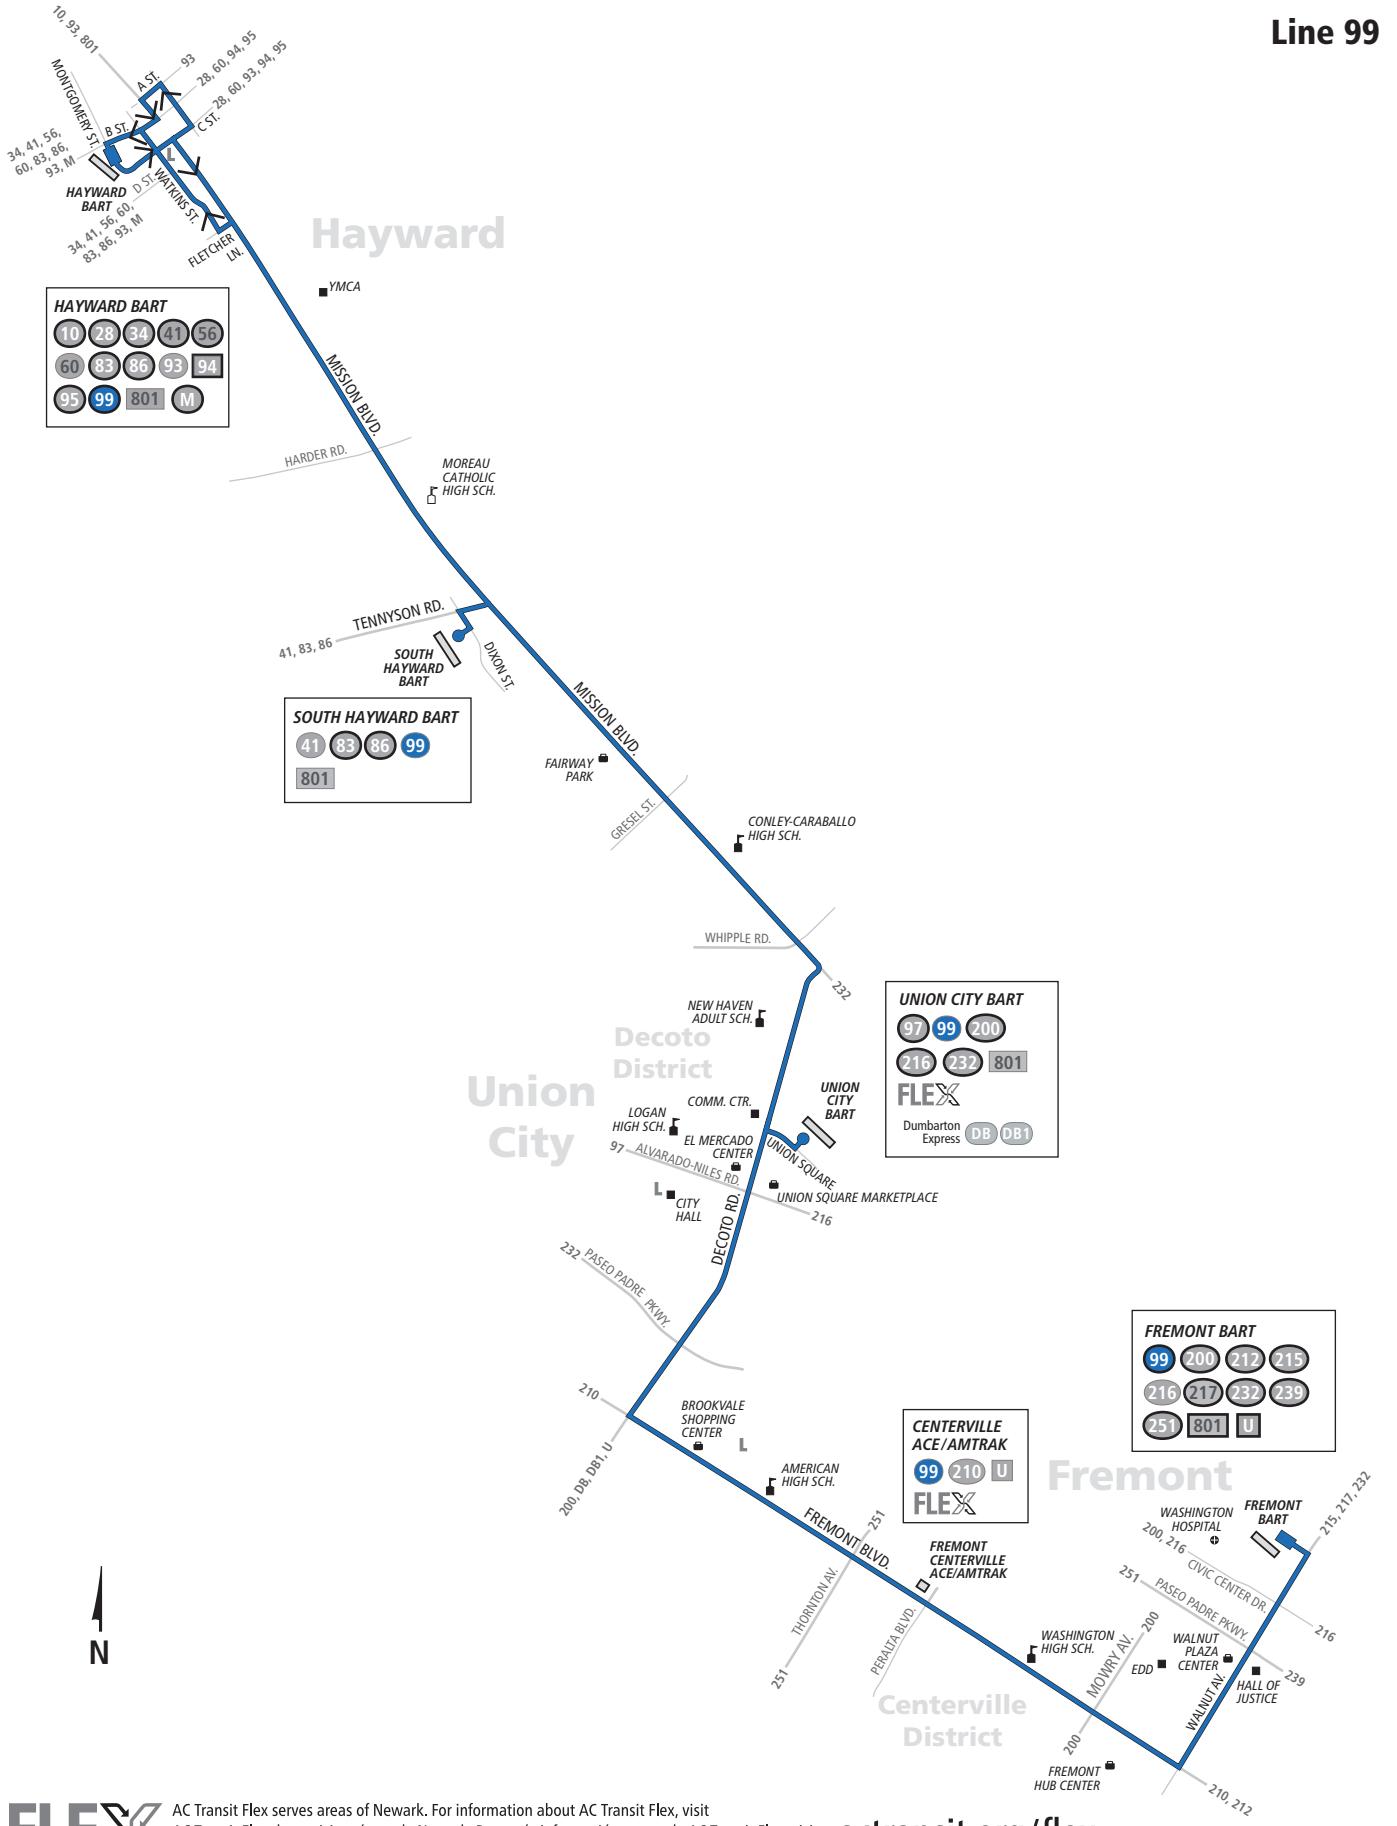 Line 99
10, 93, 801
93
28, 60, 94, 95
28, 60, 93, 94, 95
MONTGOMERY ST.
A ST.
B ST.
C ST.
34, 41, 56,
60, 83, 86,
93, M
L
D ST.
HAYWARD
BART
WATKINS ST.
34, 41, 56, 60,
83, 86, 93, M
FLETCHER
LN.
Hayward
YMCA
HAYWARD BART
10 28 34 41 56
60 83 86 93 94
95 99 801 M
MISSION BLVD.
HARDER RD.
MOREAU
CATHOLIC
HIGH SCH.
TENNYSON RD.
41, 83, 86
SOUTH
HAYWARD
BART
DIXON ST.
SOUTH HAYWARD BART
41 83 86 99
801
MISSION BLVD.
FAIRWAY
PARK
GRESEL ST.
CONLEY-CARABALLO
HIGH SCH.
WHIPPLE RD.
232
NEW HAVEN
ADULT SCH.
UNION CITY BART
97 99 200
216 232 801
FLEX
Dumbarton
Express DB DB1
Decoto
District
Union
City
UNION
CITY
BART
COMM. CTR.
LOGAN
HIGH SCH.
EL MERCADO
CENTER
UNION SQUARE
97
ALVARADO-NILES RD.
L
CITY
HALL
UNION SQUARE MARKETPLACE
216
DECOTO RD.
232
PASEO PADRE PKWY.
210
200, DB, DB1, U
BROOKVALE
SHOPPING
CENTER
L
AMERICAN
HIGH SCH.
FREMONT BART
99 200 212 215
216 217 232 239
251 801 U
CENTERVILLE
ACE/AMTRAK
99 210 U
FLEX
Fremont
FREMONT BLVD.
251
THORNTON AV.
251
FREMONT
CENTERVILLE
ACE/AMTRAK
PERALTA BLVD.
WASHINGTON
HOSPITAL
FREMONT
BART
215, 217, 232
200, 216
CIVIC CENTER DR.
216
251
PASEO PADRE PKWY.
239
200
MOWRY AV.
200
WASHINGTON
HIGH SCH.
EDD
WALNUT
PLAZA
CENTER
HALL OF
JUSTICE
WALNUT AV.
Centerville
District
FREMONT
HUB CENTER
210, 212
N
FLEX
AC Transit Flex serves areas of Newark. For information about AC Transit Flex, visit